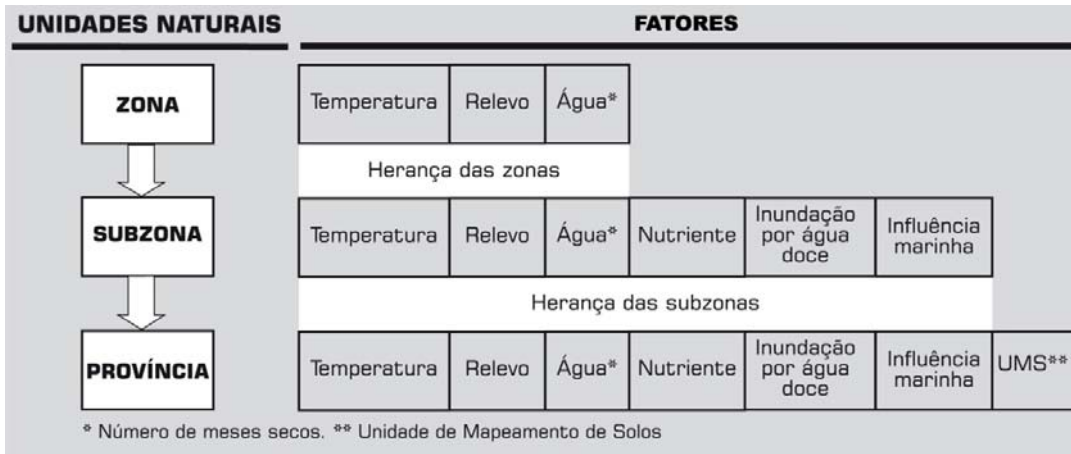 UNIDADES NATURAIS
FATORES
ZONA
Temperatura
Relevo
Água*
Herança das zonas
SUBZONA
Temperatura
Relevo
Água*
Nutriente
Inundação
por água
doce
Influência
marinha
Herança das subzonas
PROVÍNCIA
Temperatura
Relevo
Água*
Nutriente
Inundação
por água
doce
Influência
marinha
UMS**
* Número de meses secos. ** Unidade de Mapeamento de Solos